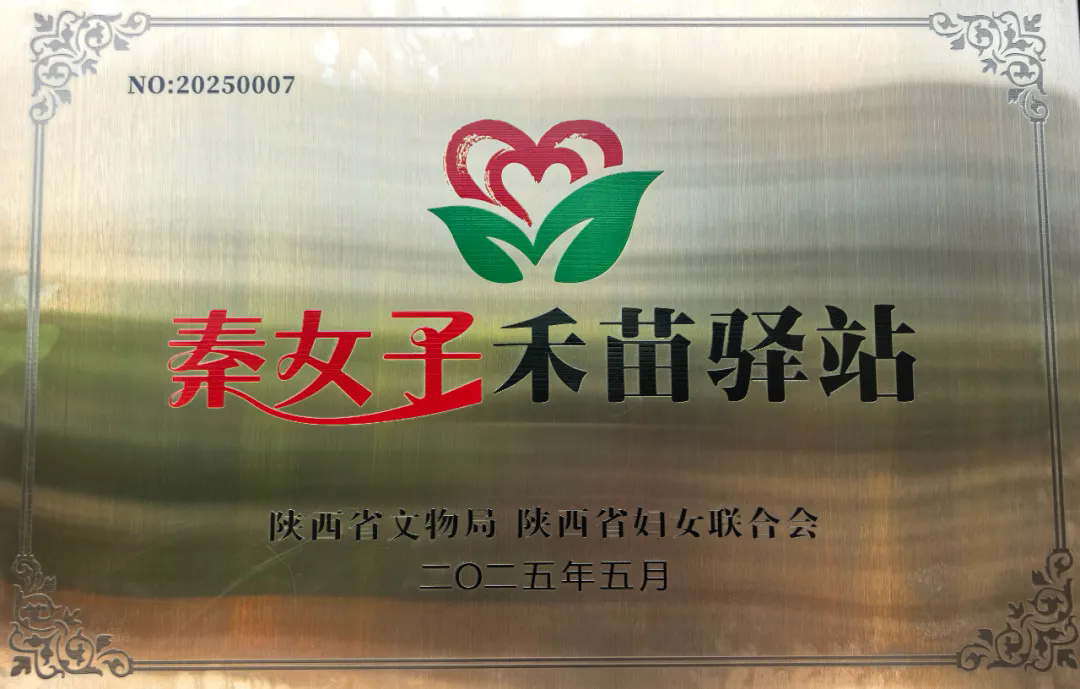 NO:20250007
秦女子禾苗驿站
陕西省文物局 陕西省妇女联合会
二〇二五年五月